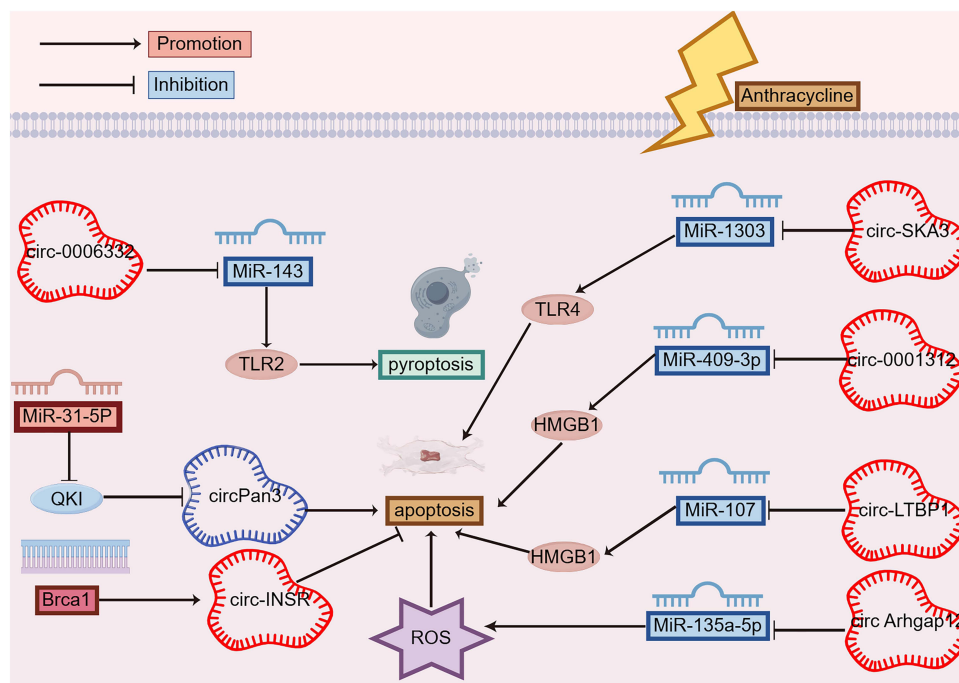 Promotion
Inhibition
Anthracycline
circ-0006332
MiR-143
MiR-1303
circ-SKA3
TLR4
TLR2
pyroptosis
MiR-409-3p
circ-0001312
MiR-31-5P
HMGB1
QKI
circPan3
apoptosis
MiR-107
circ-LTBP1
HMGB1
Brca1
circ-INSR
ROS
MiR-135a-5p
circ Arhgap12